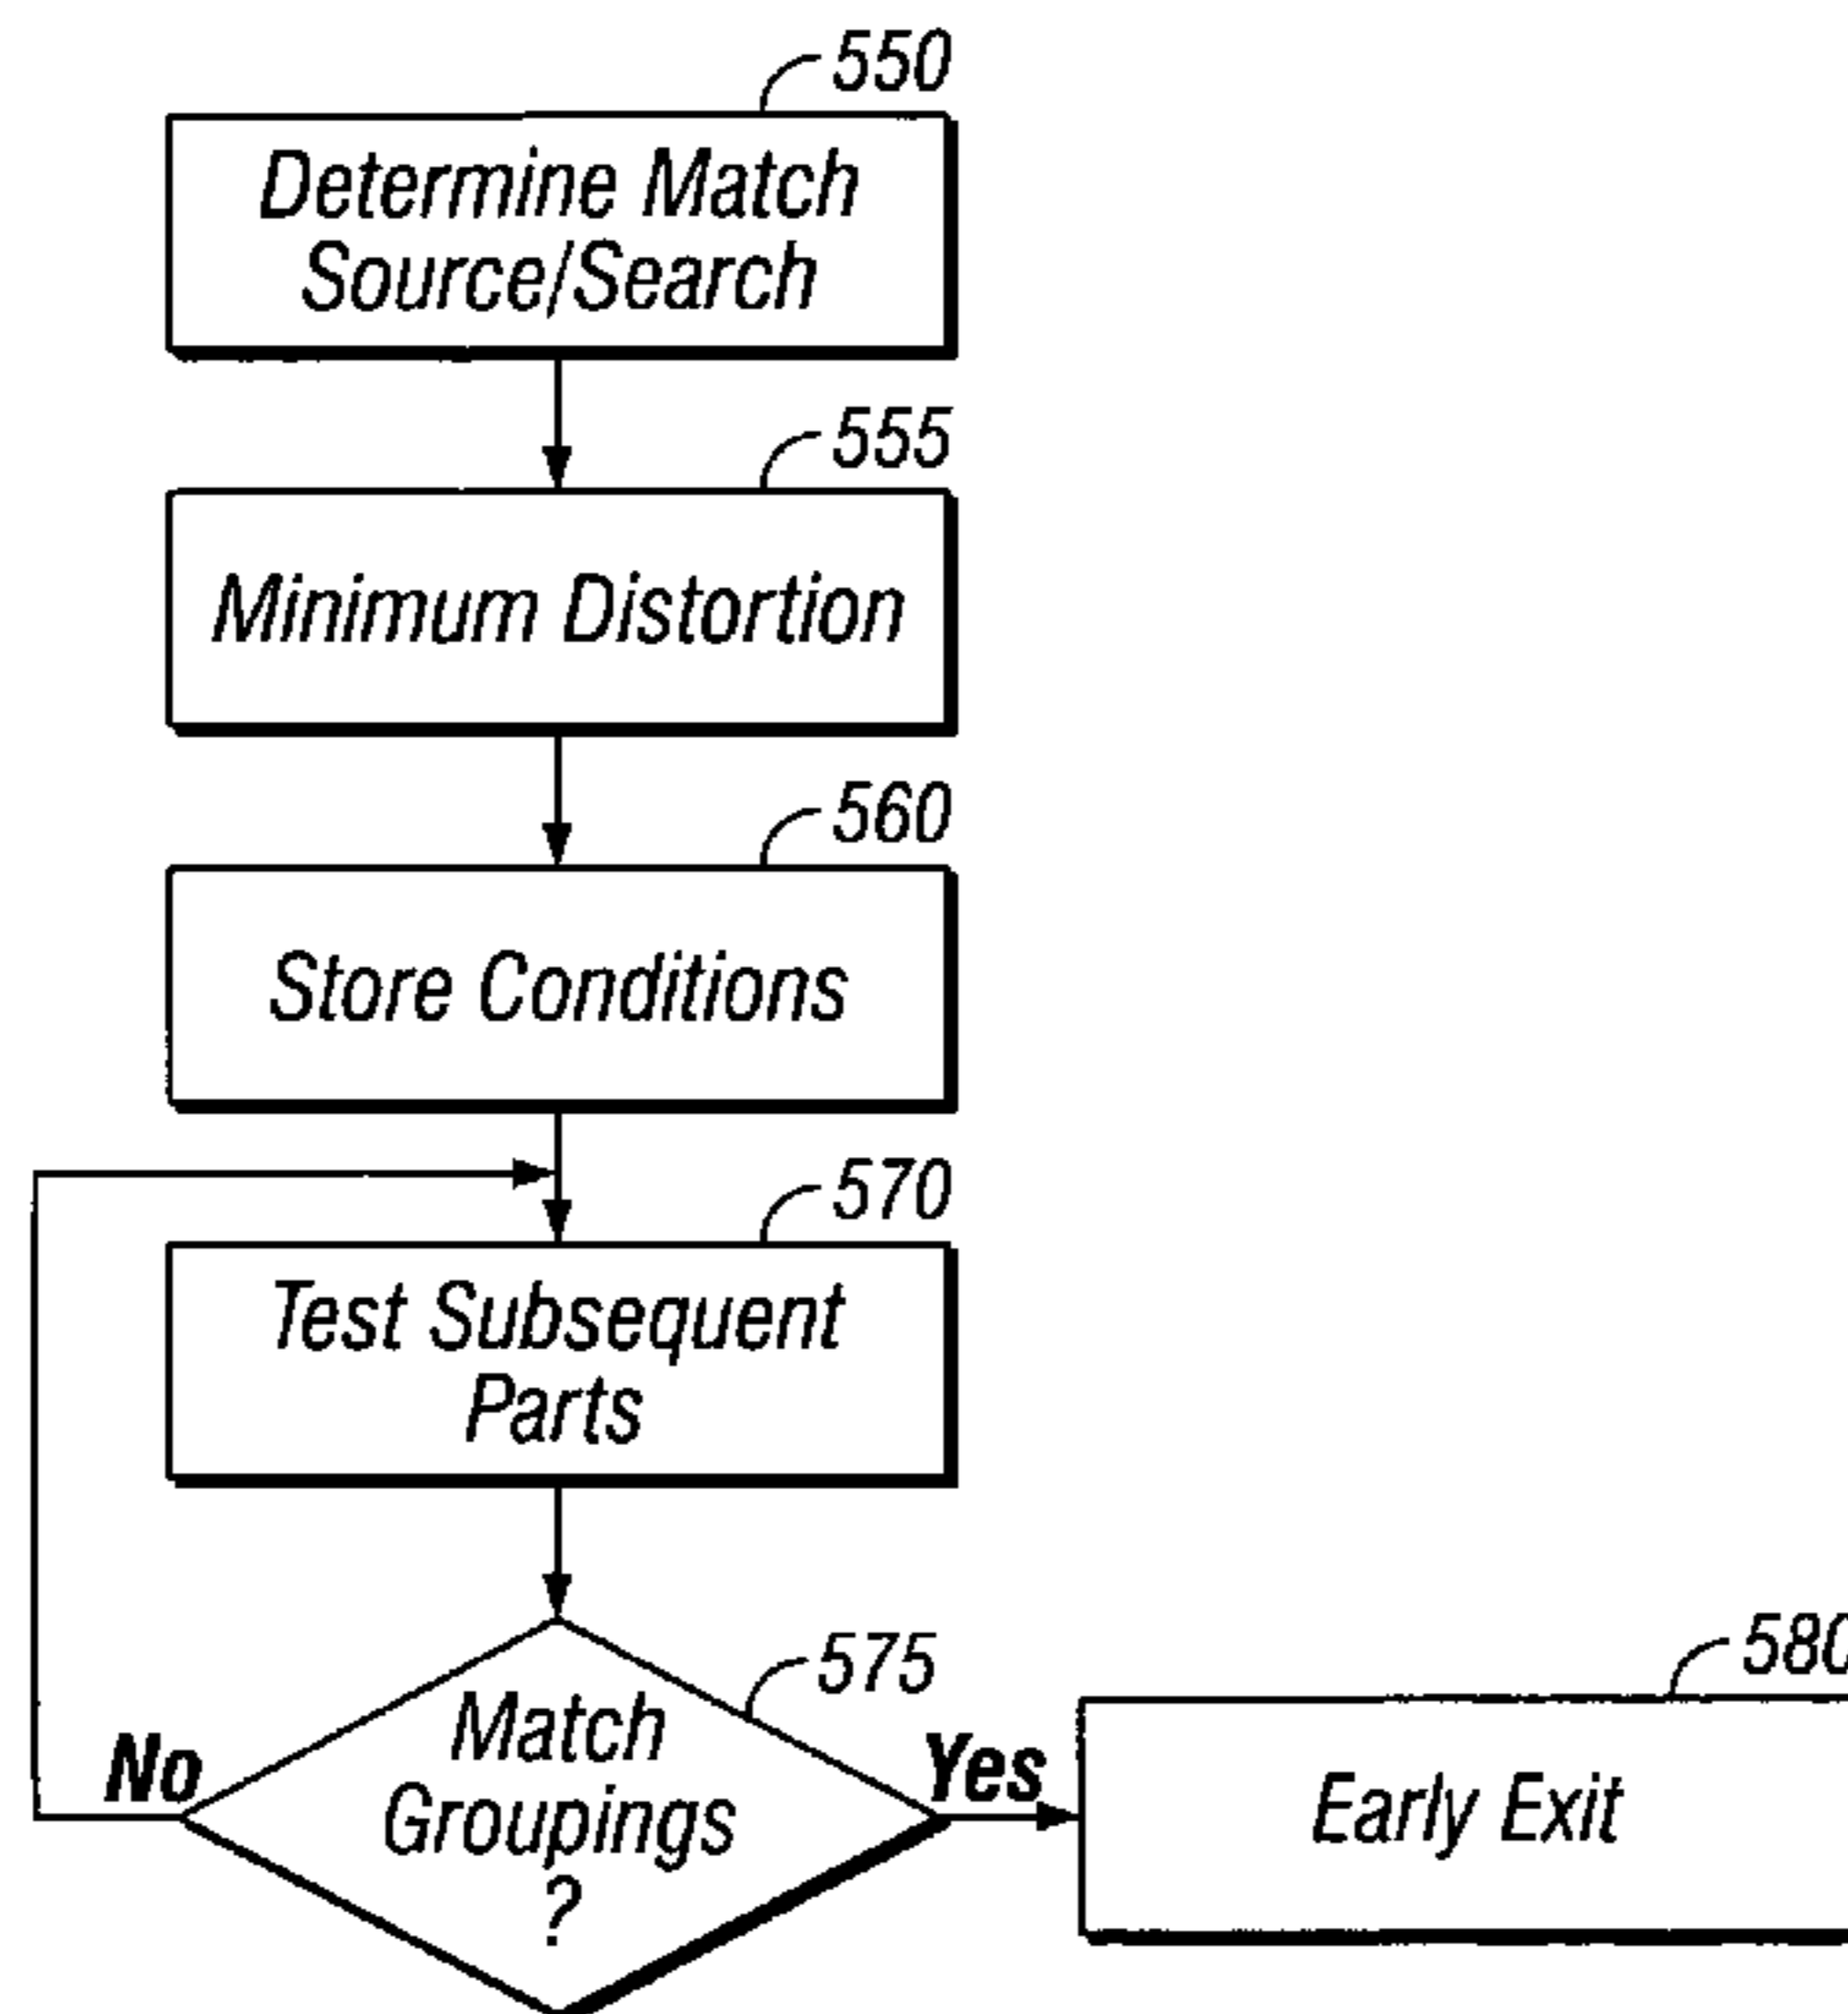 550
Determine Match
Source/Search
555
Minimum Distortion
560
Store Conditions
570
Test Subsequent
Parts
575
Match
Groupings
?
No
Yes
580
Early Exit